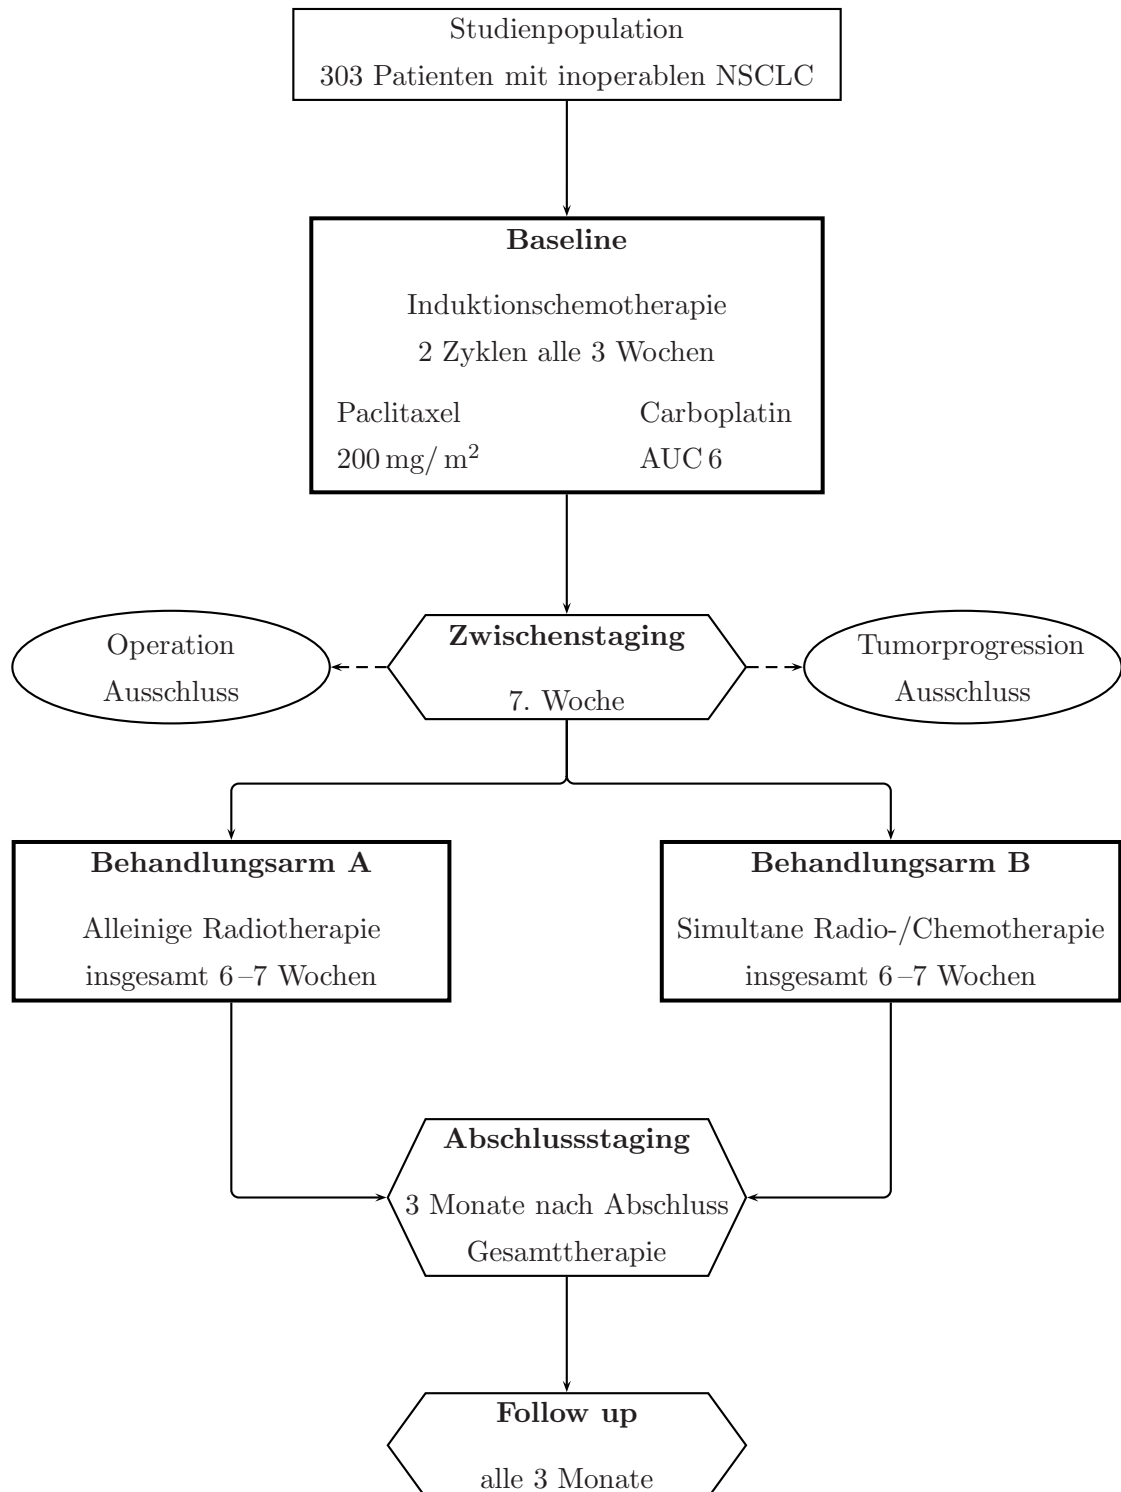 Studienpopulation
303 Patienten mit inoperablen NSCLC
Baseline
Induktionschemotherapie
2 Zyklen alle 3 Wochen
Paclitaxel Carboplatin
200 mg/ m² AUC 6
Operation
Ausschluss
Zwischenstaging
7. Woche
Tumorprogression
Ausschluss
Behandlungsarm A
Alleinige Radiotherapie
insgesamt 6–7 Wochen
Behandlungsarm B
Simultane Radio-/Chemotherapie
insgesamt 6–7 Wochen
Abschlussstaging
3 Monate nach Abschluss
Gesamttherapie
Follow up
alle 3 Monate